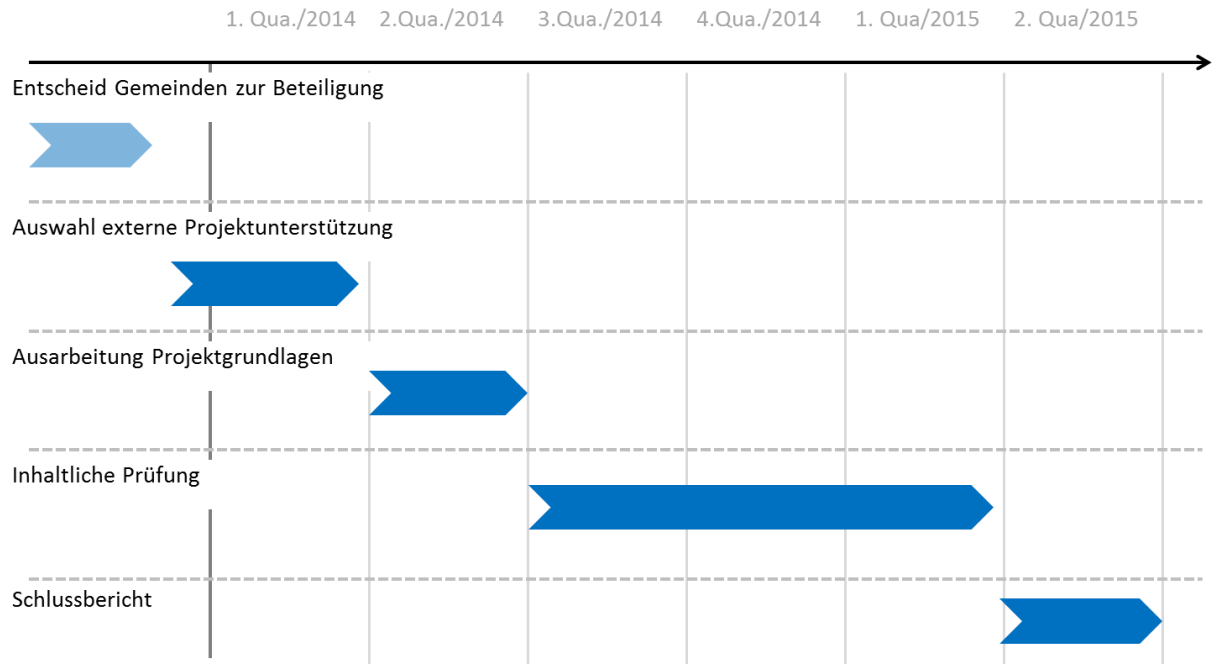 1. Qua./2014 2.Qua./2014 3.Qua./2014 4.Qua./2014 1. Qua/2015 2. Qua/2015
Entscheid Gemeinden zur Beteiligung
Auswahl externe Projektunterstützung
Ausarbeitung Projektgrundlagen
Inhaltliche Prüfung
Schlussbericht